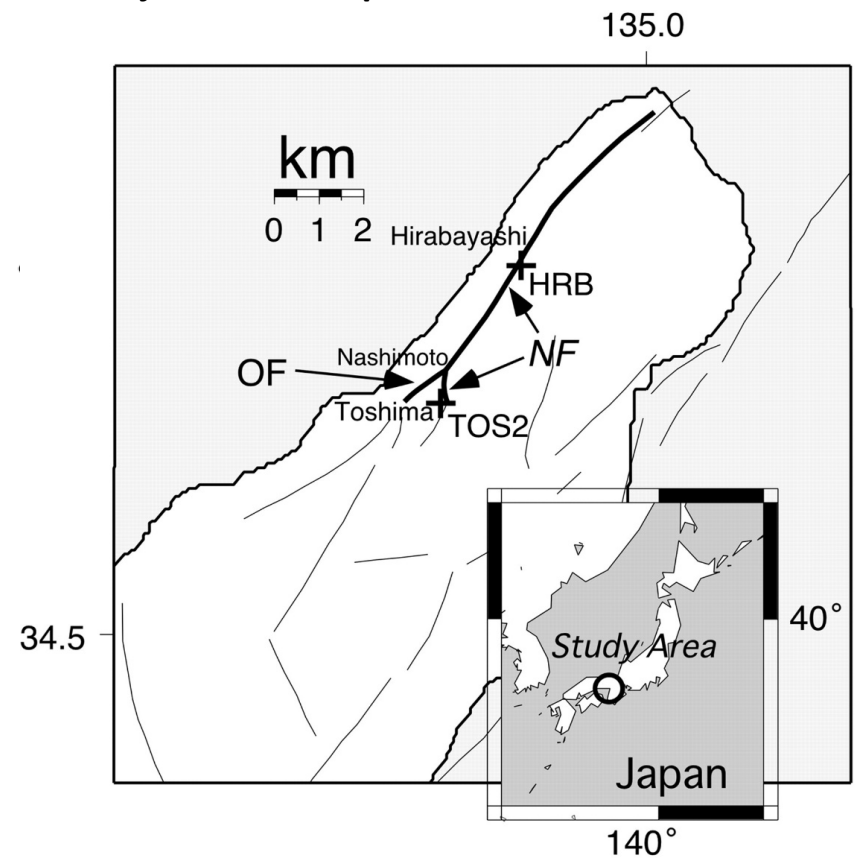 135.0
km
0 1 2
Hirabayashi
HRB
Nashimoto
NF
OF
Toshima
TOS2
34.5
40°
Study Area
Japan
140°